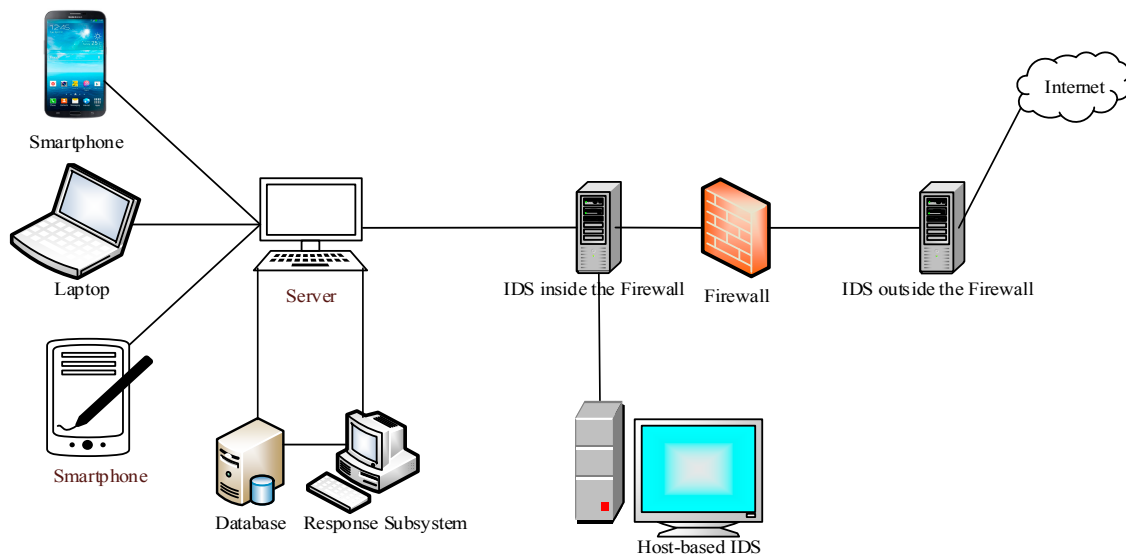 Internet
Smartphone
Laptop
Server
IDS inside the Firewall
Firewall
IDS outside the Firewall
Smartphone
Database
Response Subsystem
Host-based IDS